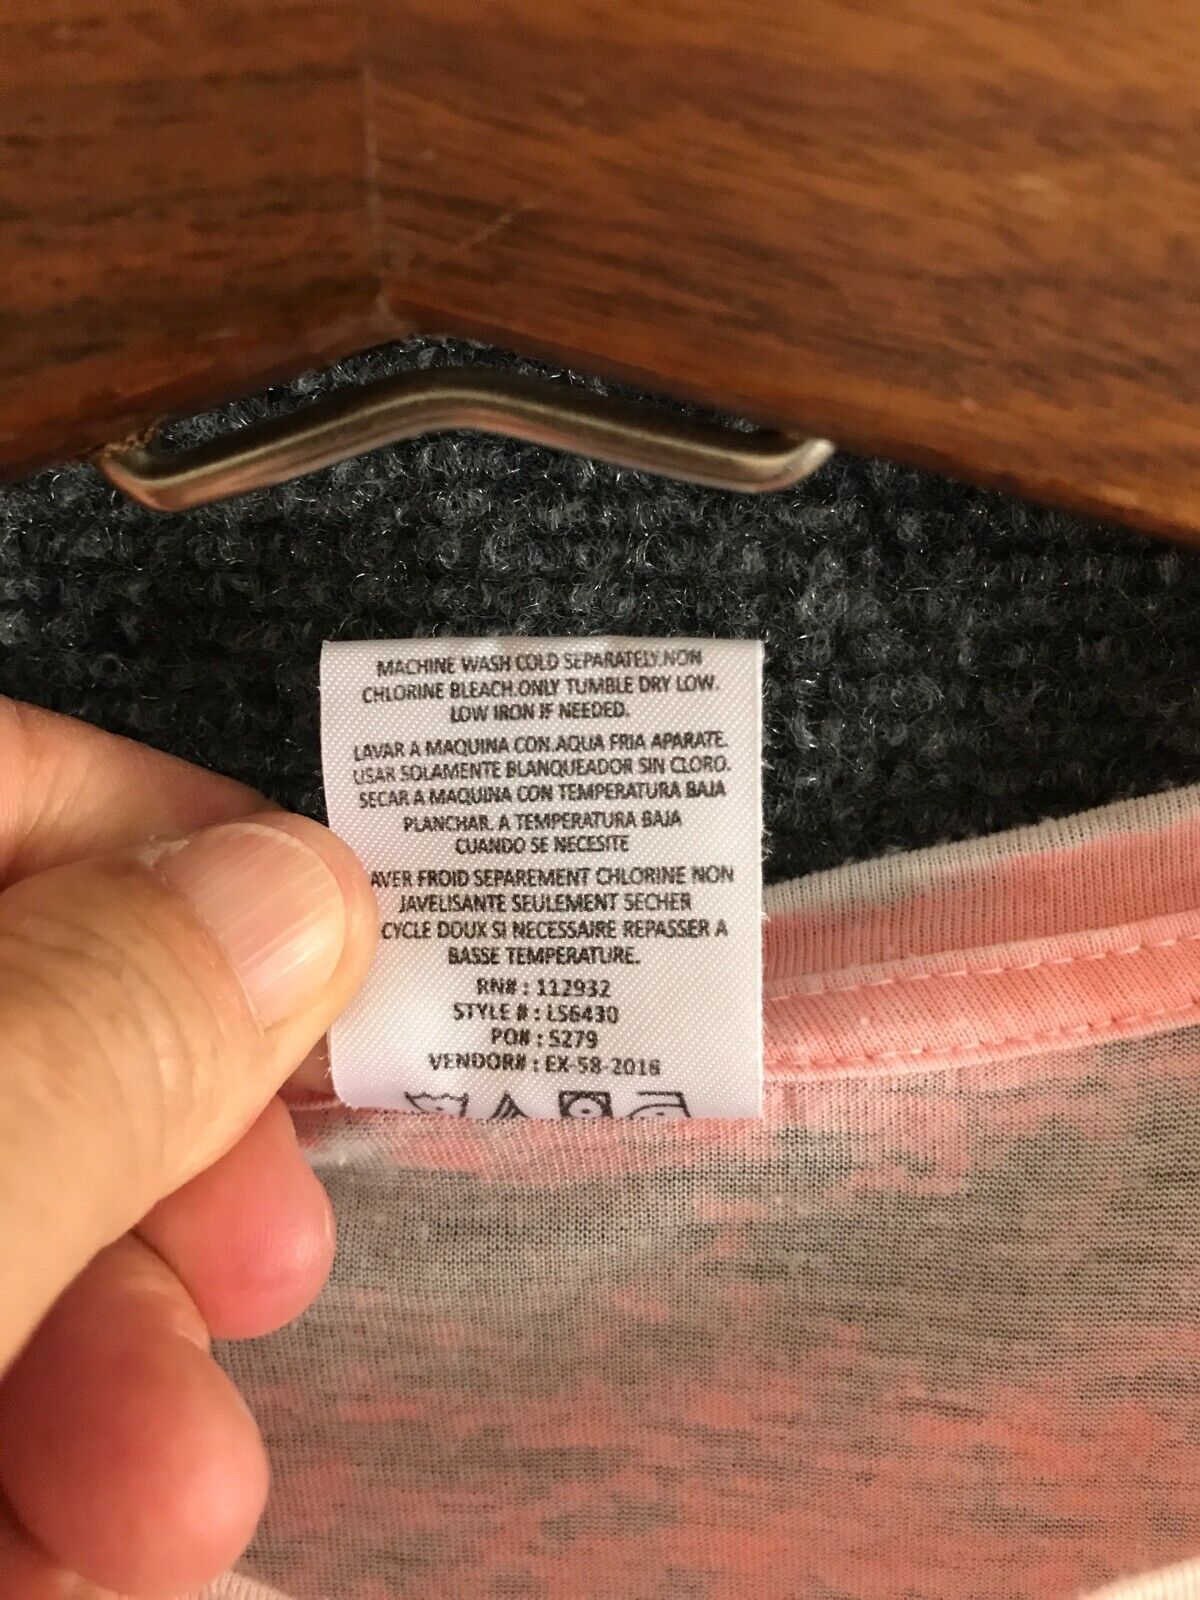 MACHINE WASH COLD SEPARATELY.NON
CHLORINE BLEACH.ONLY TUMBLE DRY LOW.
LOW IRON IF NEEDED.
LAVAR A MAQUINA CON.AQUA FRIA APARATE.
USAR SOLAMENTE BLANQUEADOR SIN CLORO.
SECAR A MAQUINA CON TEMPERATURA BAJA
PLANCHAR. A TEMPERATURA BAJA
CUANDO SE NECESITE
AVER FROID SEPAREMENT CHLORINE NON
JAVELISANTE SEULEMENT SECHER
CYCLE DOUX SI NECESSAIRE REPASSER A
BASSE TEMPERATURE.
RN# : 112932
STYLE # : LS6430
PO# : 5279
VENDOR# : EX-58-2016